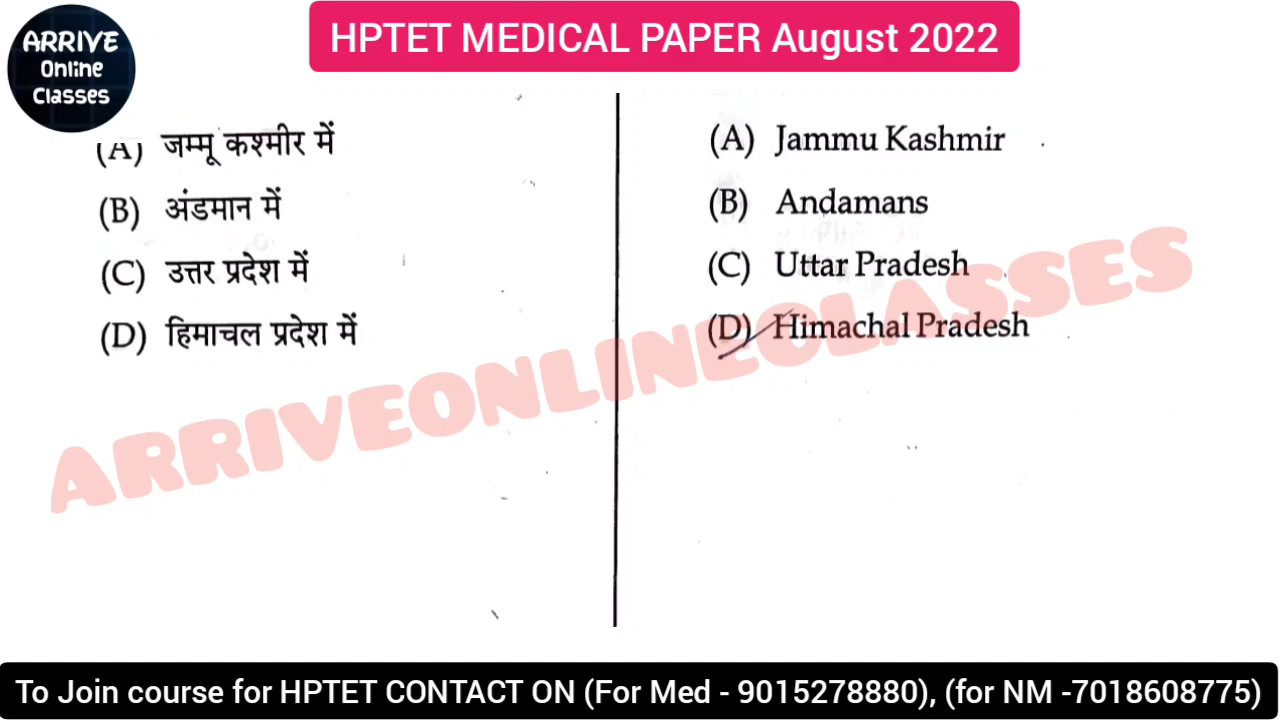 ARRIVE
Online
Classes
HPTET MEDICAL PAPER August 2022
(A) जम्मू कश्मीर में
(B) अंडमान में
(C) उत्तर प्रदेश में
(D) हिमाचल प्रदेश में
(A) Jammu Kashmir
(B) Andamans
(C) Uttar Pradesh
(D) Himachal Pradesh
ARRIVEONLINECLASSES
To Join course for HPTET CONTACT ON (For Med - 9015278880), (for NM -7018608775)